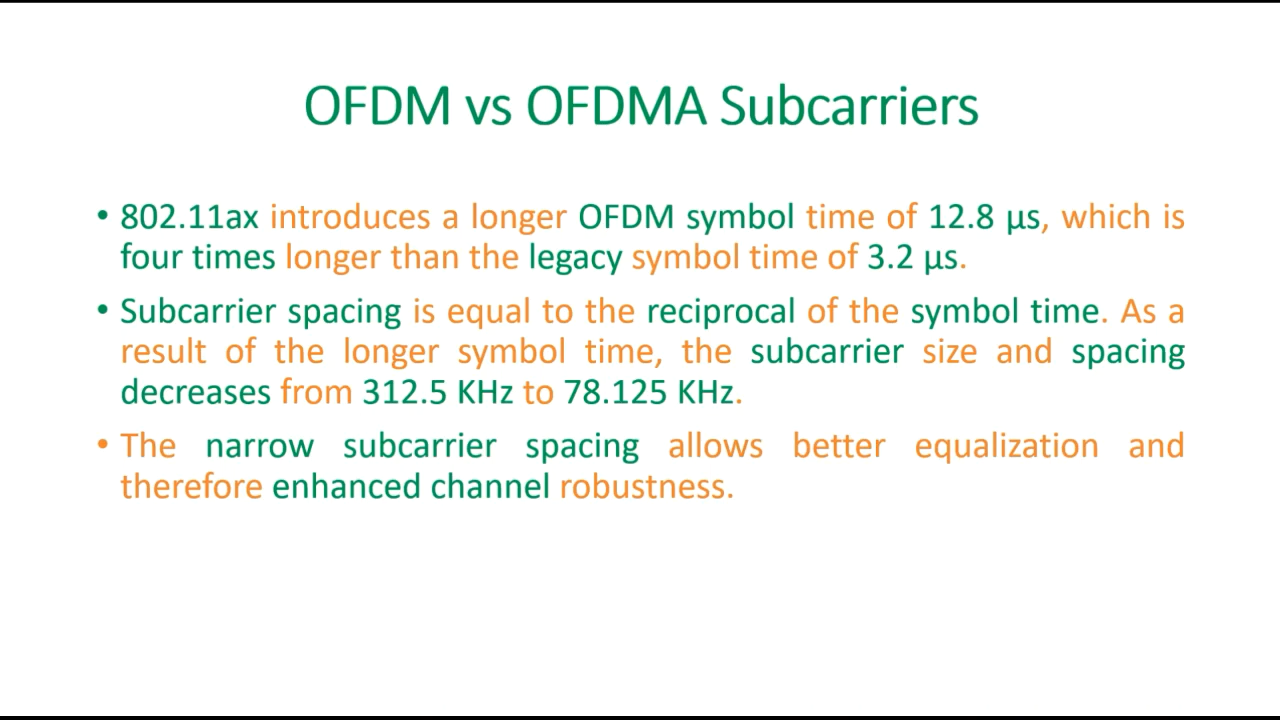 OFDM vs OFDMA Subcarriers
• 802.11ax introduces a longer OFDM symbol time of 12.8 μs, which is
four times longer than the legacy symbol time of 3.2 μs.
• Subcarrier spacing is equal to the reciprocal of the symbol time. As a
result of the longer symbol time, the subcarrier size and spacing
decreases from 312.5 KHz to 78.125 KHz.
• The narrow subcarrier spacing allows better equalization and
therefore enhanced channel robustness.